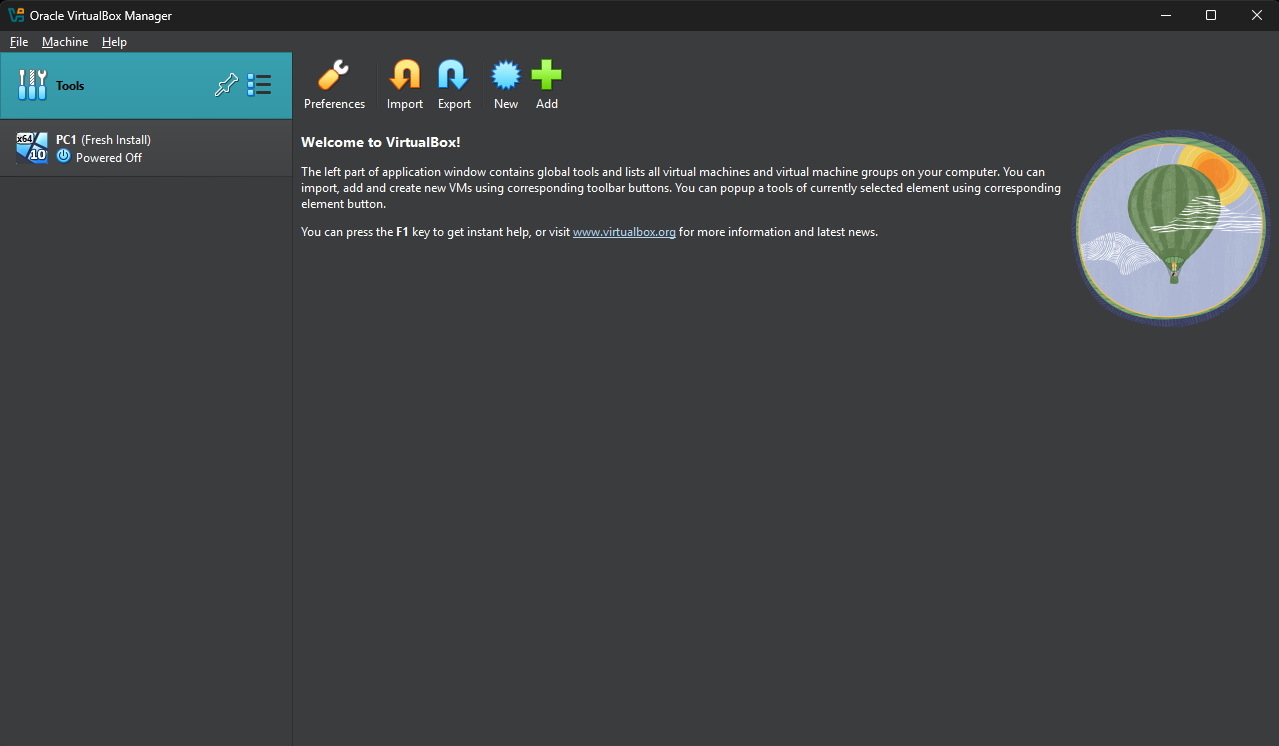 Oracle VirtualBox Manager
File Machine Help
Tools
Preferences Import Export New Add
x64
10
PC1 (Fresh Install)
Powered Off
Welcome to VirtualBox!
The left part of application window contains global tools and lists all virtual machines and virtual machine groups on your computer. You can
import, add and create new VMs using corresponding toolbar buttons. You can popup a tools of currently selected element using corresponding
element button.
You can press the F1 key to get instant help, or visit www.virtualbox.org for more information and latest news.